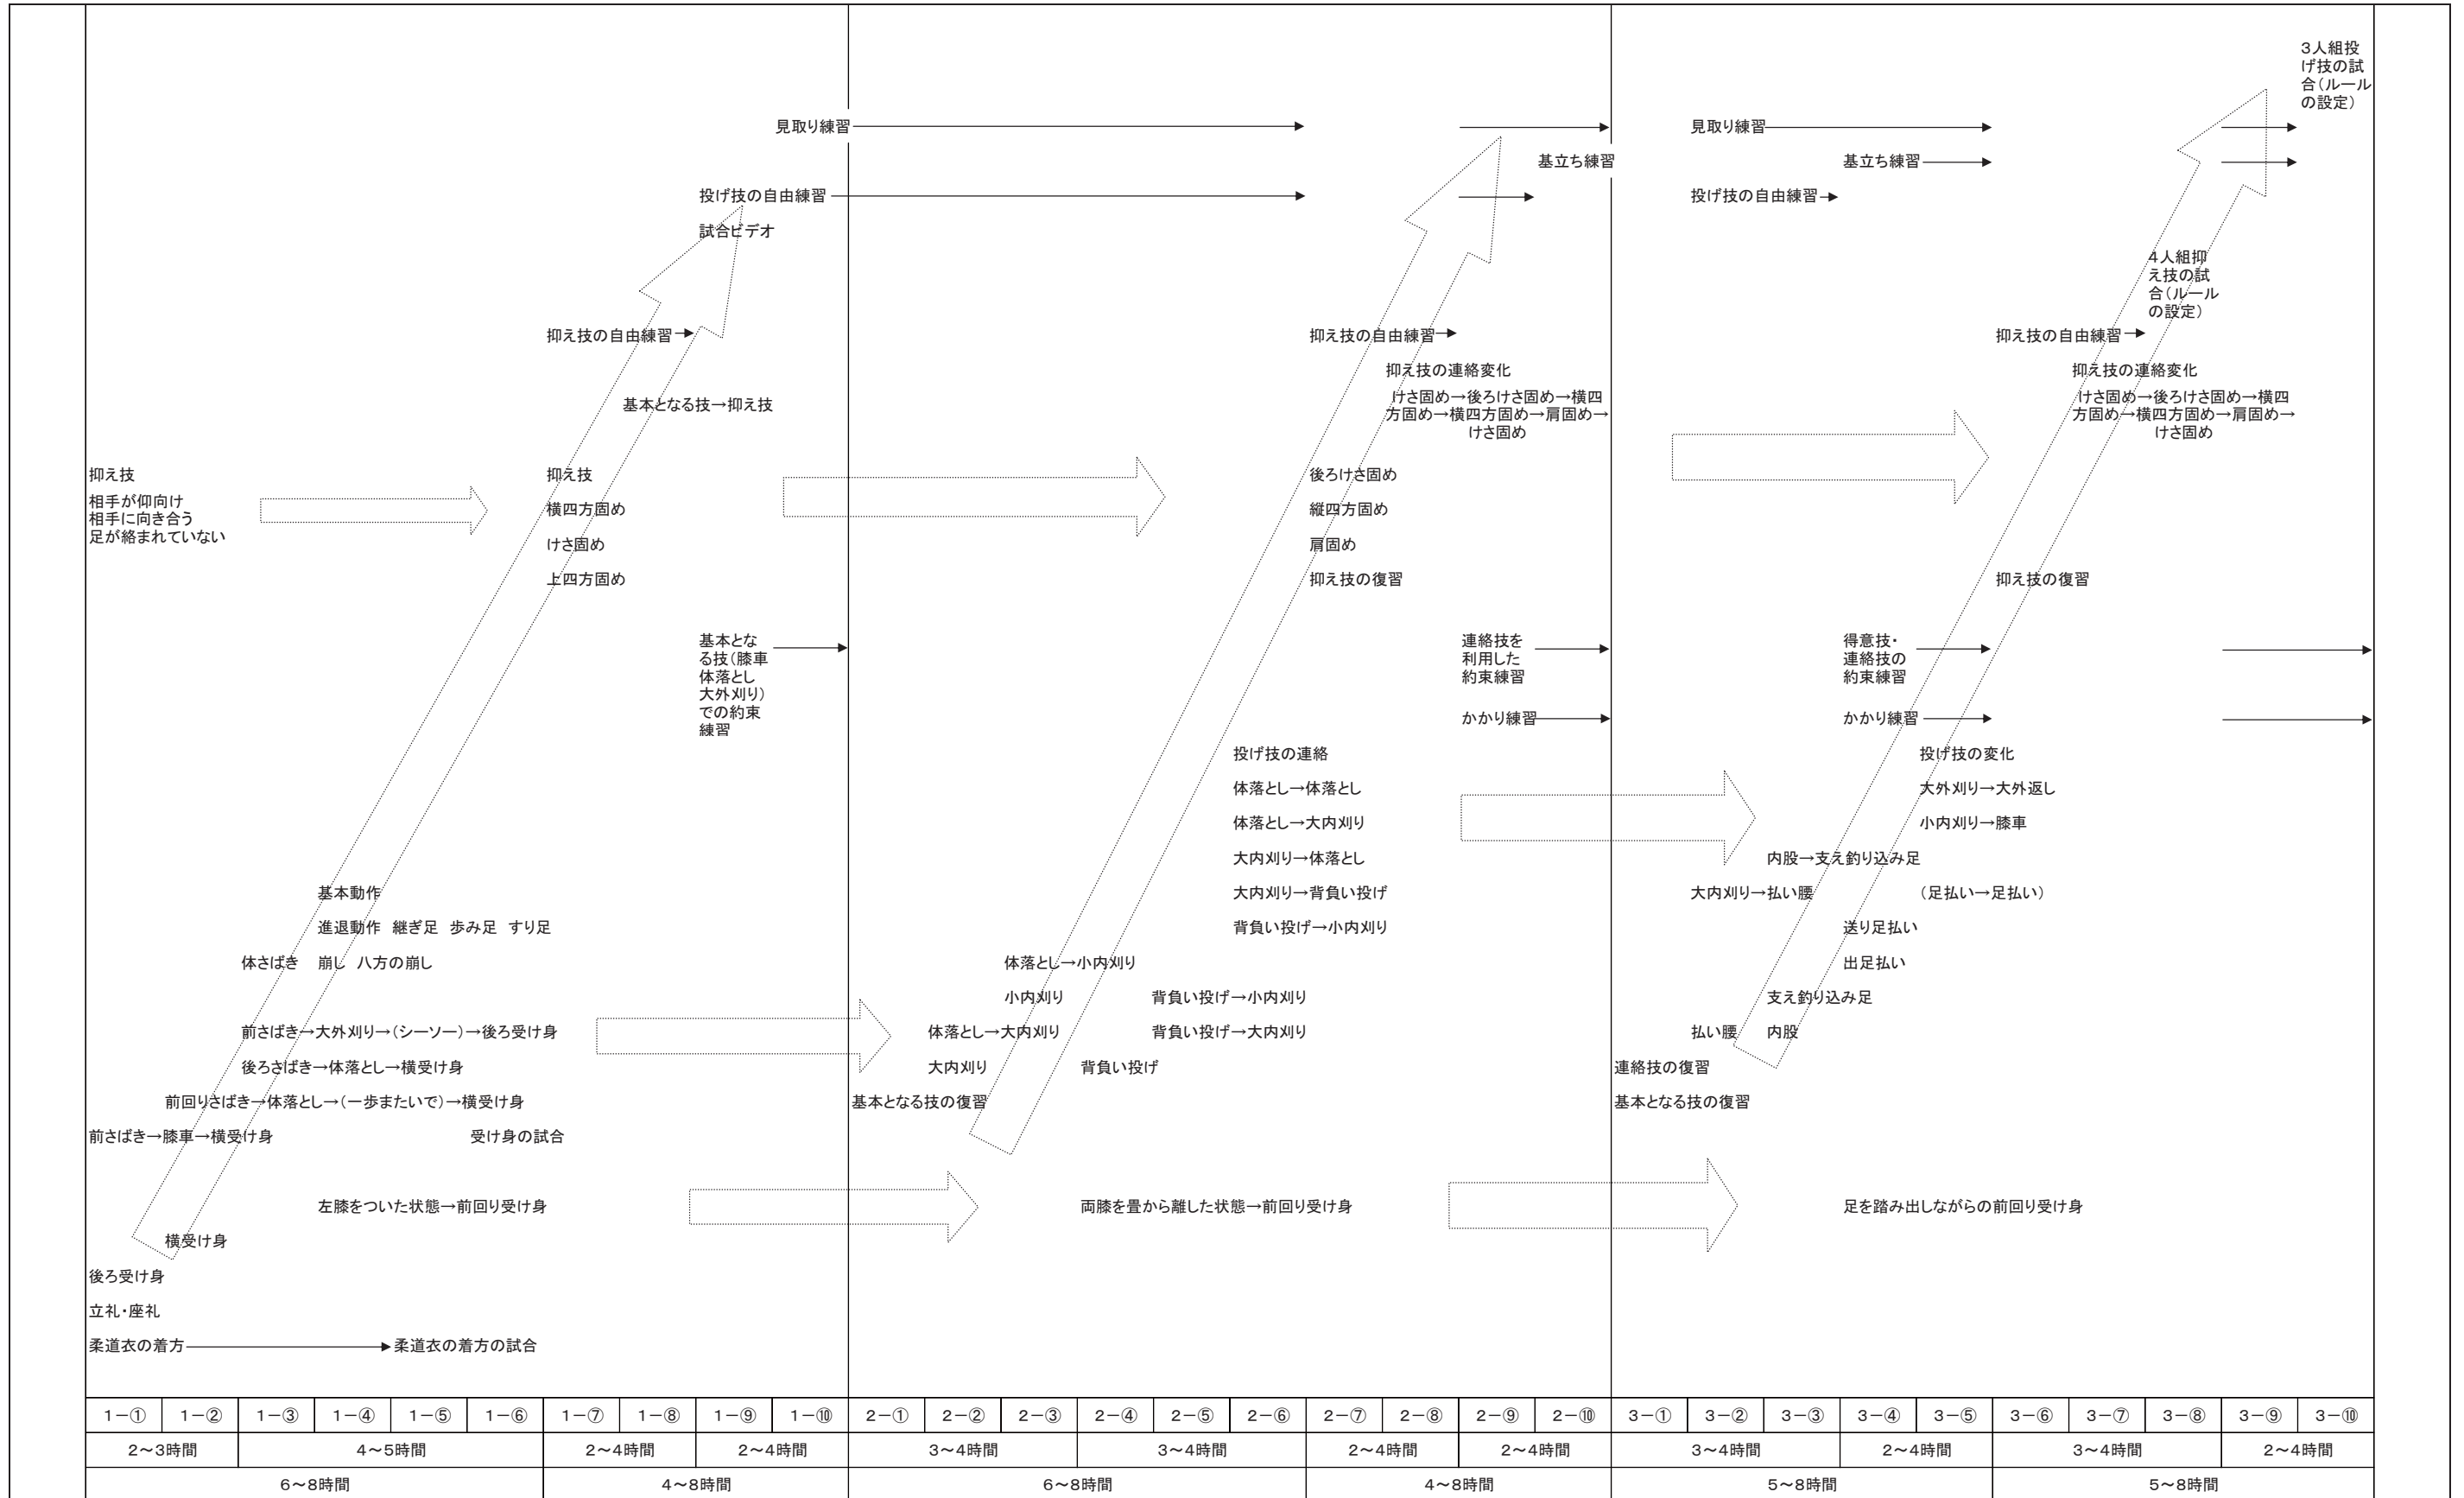 3人組投
げ技の試
合（ルール
の設定）
見取り練習
見取り練習
基立ち練習
基立ち練習
投げ技の自由練習
投げ技の自由練習
試合ビデオ
4人組抑
え技の試
合（ルール
の設定）
抑え技の自由練習
抑え技の自由練習
抑え技の自由練習
抑え技の連絡変化
抑え技の連絡変化
基本となる技→抑え技
けさ固め→後ろけさ固め→横四
方固め→横四方固め→肩固め→
けさ固め
けさ固め→後ろけさ固め→横四
方固め→横四方固め→肩固め→
けさ固め
抑え技
相手が仰向け
相手に向き合う
足が絡まれていない
抑え技
横四方固め
けさ固め
上四方固め
後ろけさ固め
縦四方固め
肩固め
抑え技の復習
抑え技の復習
基本とな
る技（膝車
体落とし
大外刈り）
での約束
練習
連絡技を
利用した
約束練習
得意技・
連絡技の
約束練習
かかり練習
かかり練習
投げ技の連絡
投げ技の変化
体落とし→体落とし
大外刈り→大外返し
体落とし→大内刈り
小内刈り→膝車
大内刈り→体落とし
内股→支え釣り込み足
基本動作
大内刈り→背負い投げ
大内刈り→払い腰
（足払い→足払い）
進退動作　継ぎ足　歩み足　すり足
背負い投げ→小内刈り
送り足払い
体さばき
崩し　八方の崩し
体落とし→小内刈り
出足払い
小内刈り
背負い投げ→小内刈り
支え釣り込み足
前さばき→大外刈り→（シーソー）→後ろ受け身
体落とし→大内刈り
背負い投げ→大内刈り
払い腰
内股
後ろさばき→体落とし→横受け身
大内刈り
背負い投げ
連絡技の復習
前回りさばき→体落とし→（一歩またいで）→横受け身
基本となる技の復習
基本となる技の復習
前さばき→膝車→横受け身
受け身の試合
左膝をついた状態→前回り受け身
両膝を畳から離した状態→前回り受け身
足を踏み出しながらの前回り受け身
横受け身
後ろ受け身
立礼・座礼
柔道衣の着方
柔道衣の着方の試合
1－① 1－② 1－③ 1－④ 1－⑤ 1－⑥ 1－⑦ 1－⑧ 1－⑨ 1－⑩ 2－① 2－② 2－③ 2－④ 2－⑤ 2－⑥ 2－⑦ 2－⑧ 2－⑨ 2－⑩ 3－① 3－② 3－③ 3－④ 3－⑤ 3－⑥ 3－⑦ 3－⑧ 3－⑨ 3－⑩
2～3時間 4～5時間 2～4時間 2～4時間 3～4時間 3～4時間 2～4時間 2～4時間 3～4時間 2～4時間 3～4時間 2～4時間
6～8時間 4～8時間 6～8時間 4～8時間 5～8時間 5～8時間